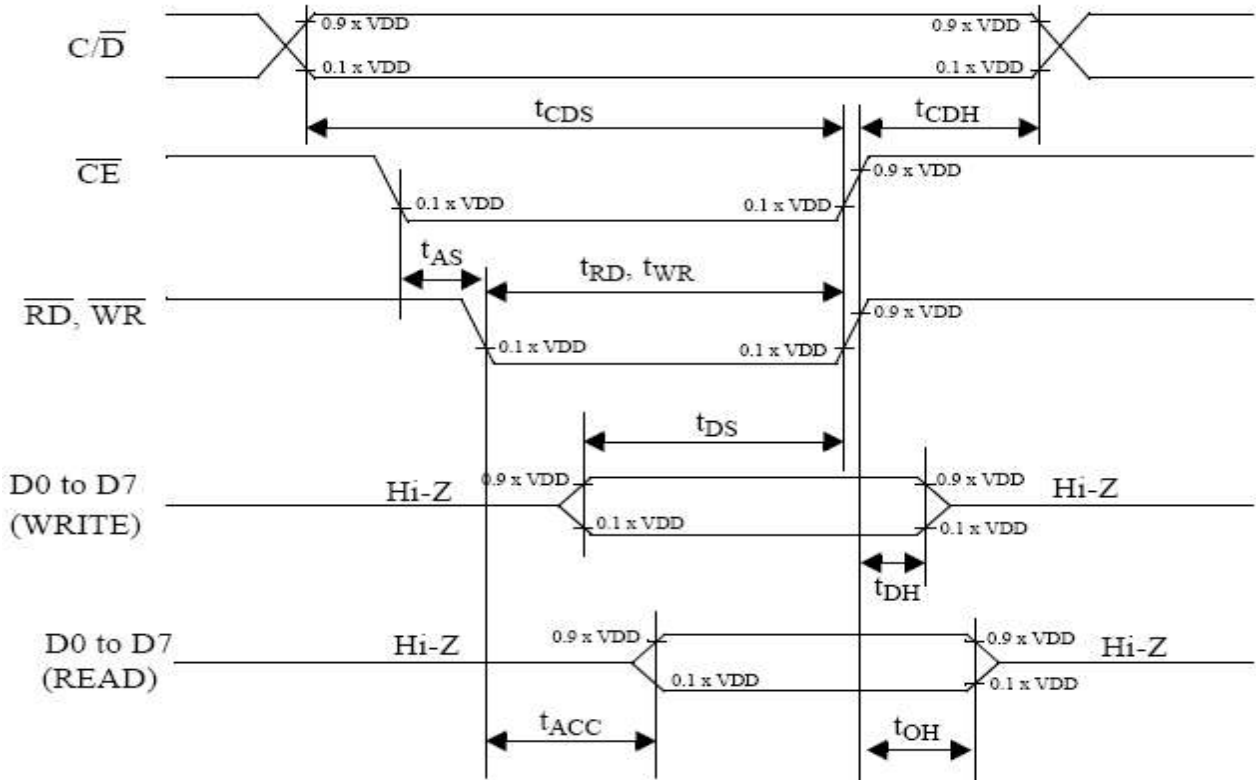 C/D̅
0.9 x VDD
0.9 x VDD
0.1 x VDD
0.1 x VDD
tCDS
tCDH
C̅E̅
0.9 x VDD
0.1 x VDD
0.1 x VDD
tAS
tRD, tWR
R̅D̅, W̅R̅
0.9 x VDD
0.1 x VDD
0.1 x VDD
tDS
D0 to D7
(WRITE)
Hi-Z
0.9 x VDD
0.9 x VDD
Hi-Z
0.1 x VDD
0.1 x VDD
tDH
D0 to D7
(READ)
Hi-Z
0.9 x VDD
0.9 x VDD
Hi-Z
0.1 x VDD
0.1 x VDD
tACC
tOH